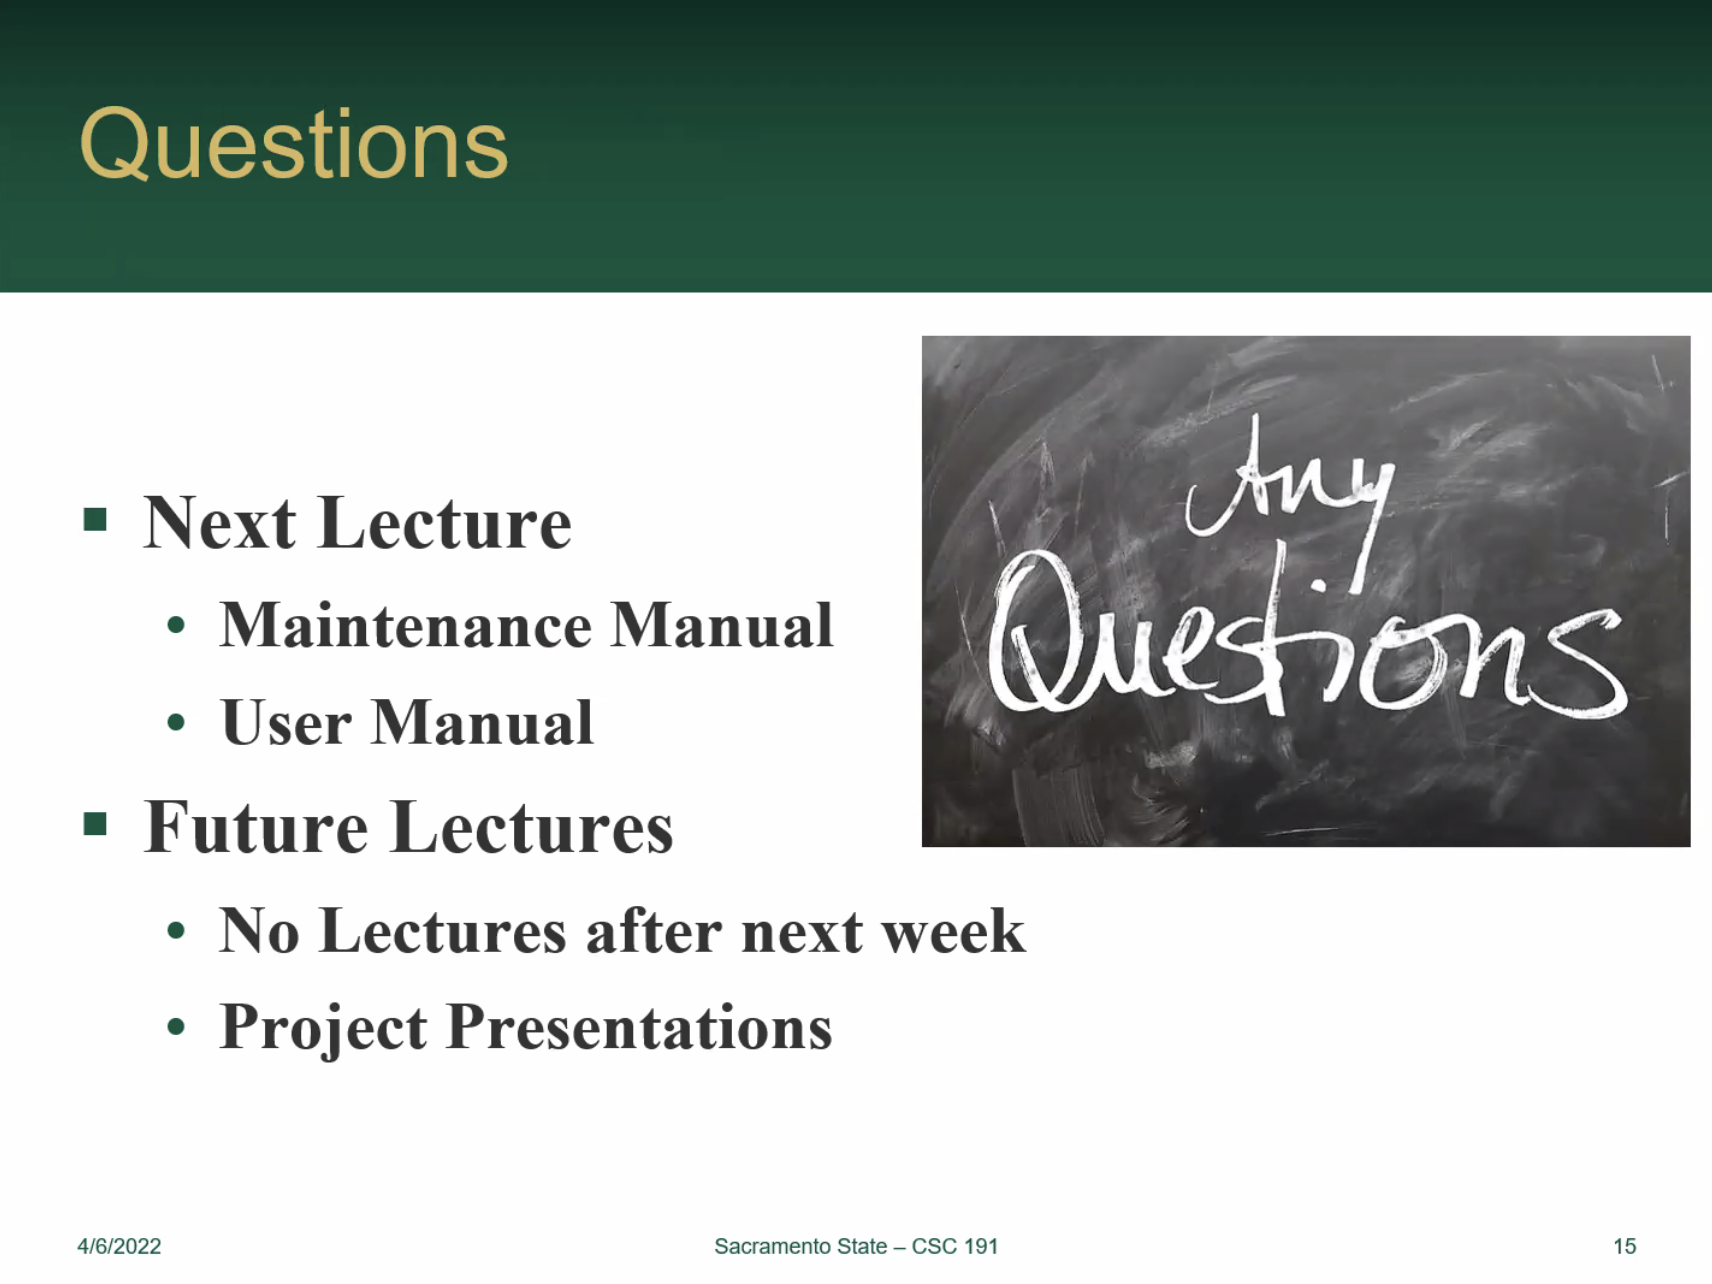 Questions
Next Lecture
Maintenance Manual
User Manual
Future Lectures
No Lectures after next week
Project Presentations
Any
Questions
4/6/2022
Sacramento State – CSC 191
15